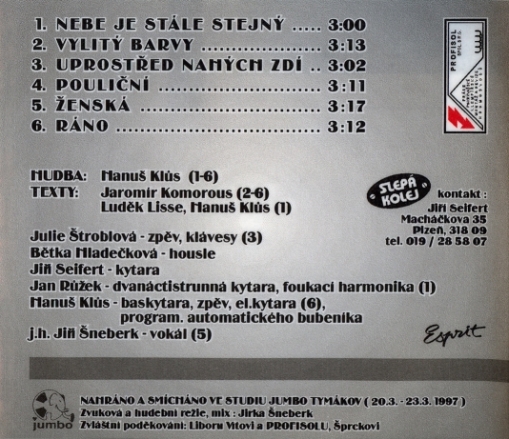 1. NEBE JE STÁLE STEJNÝ ..... 3:00
2. VYLITÝ BARVY .................. 3:13
3. UPROSTŘED NAHÝCH ZDÍ .. 3:02
4. POULIČNÍ ......................... 3:11
5. ŽENSKÁ ............................ 3:17
6. RÁNO ............................... 3:12
PROFISOL
HUDBA: Hanuš Klůs (1-6)
TEXTY: Jaromír Komorous (2-6)
Luděk Lisse, Hanuš Klůs (1)
SLEPÁ KOLEJ
kontakt :
Jiří Seifert
Macháčkova 35
Plzeň, 318 09
tel. 019 / 28 58 07
Julie Štroblová - zpěv, klávesy (3)
Bětka Mladečková - housle
Jiří Seifert - kytara
Jan Růžek - dvanáctistrunná kytara, foukací harmonika (1)
Hanuš Klůs - baskytara, zpěv, el.kytara (6),
program. automatického bubeníka
j.h. Jiří Šneberk - vokál (5)
Esprit
jumbo
NAHRÁNO A SMÍCHÁNO VE STUDIU JUMBO TYMÁKOV ( 20.3. - 23.3. 1997 )
Zvuková a hudební režie, mix : Jirka Šneberk
Zvláštní poděkování: Liboru Vítovi a PROFISOLU, Šprckovi